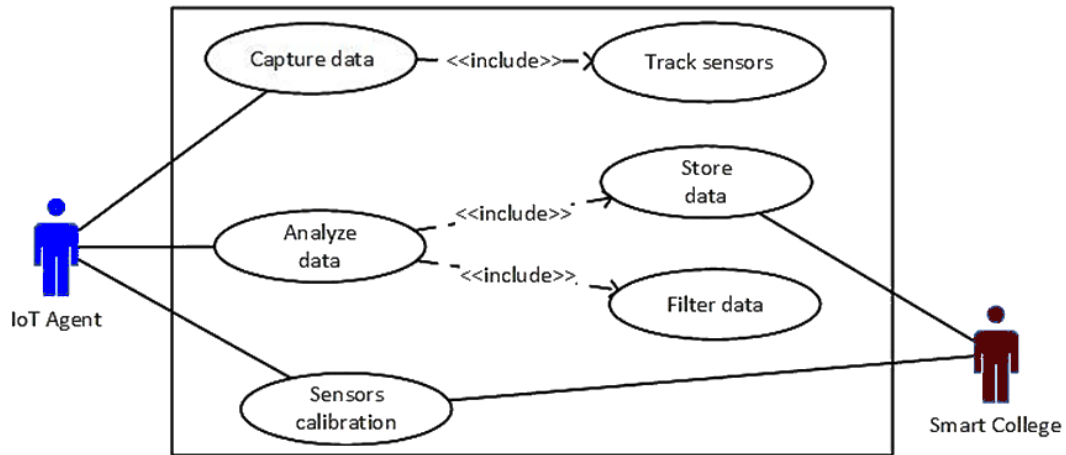 Capture data
<<include>>
Track sensors
Store
data
<<include>>
Analyze
data
<<include>>
Filter data
IoT Agent
Sensors
calibration
Smart College